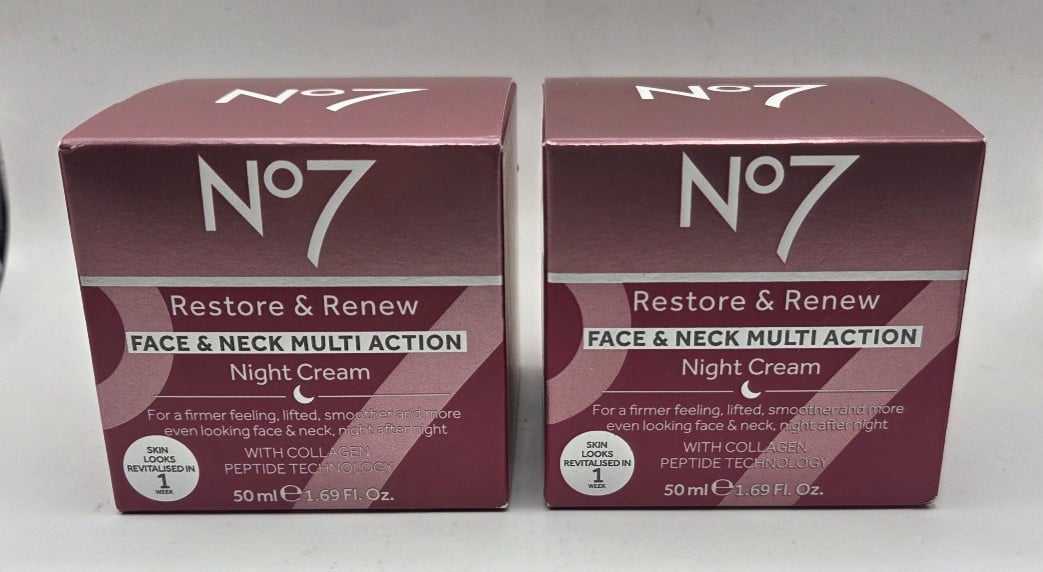 No7
No7
Restore & Renew
FACE & NECK MULTI ACTION
Night Cream
For a firmer feeling, lifted, smoother and more
even looking face & neck, night after night
WITH COLLAGEN
PEPTIDE TECHNOLOGY
SKIN
LOOKS
REVITALISED IN
1
WEEK
50 ml ℮ 1.69 Fl. Oz.
No7
No7
Restore & Renew
FACE & NECK MULTI ACTION
Night Cream
For a firmer feeling, lifted, smoother and more
even looking face & neck, night after night
WITH COLLAGEN
PEPTIDE TECHNOLOGY
SKIN
LOOKS
REVITALISED IN
1
WEEK
50 ml ℮ 1.69 Fl. Oz.